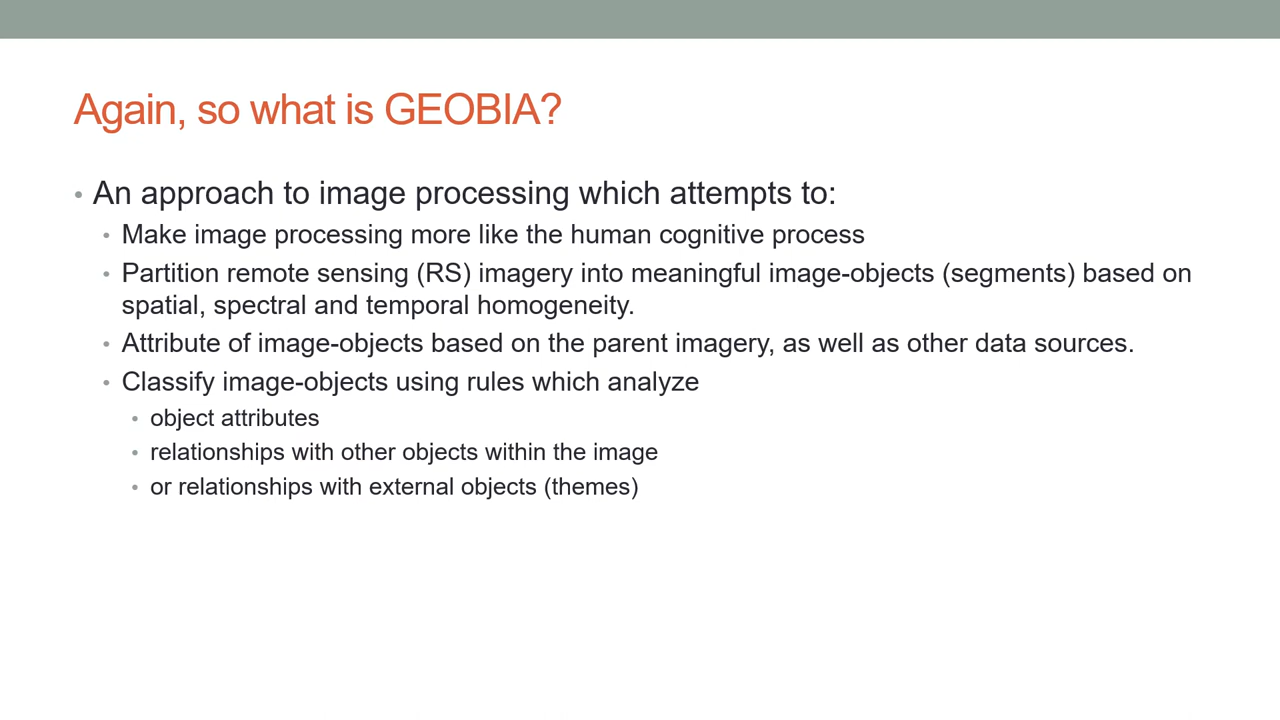 Again, so what is GEOBIA?
• An approach to image processing which attempts to:
• Make image processing more like the human cognitive process
• Partition remote sensing (RS) imagery into meaningful image-objects (segments) based on
spatial, spectral and temporal homogeneity.
• Attribute of image-objects based on the parent imagery, as well as other data sources.
• Classify image-objects using rules which analyze
• object attributes
• relationships with other objects within the image
• or relationships with external objects (themes)